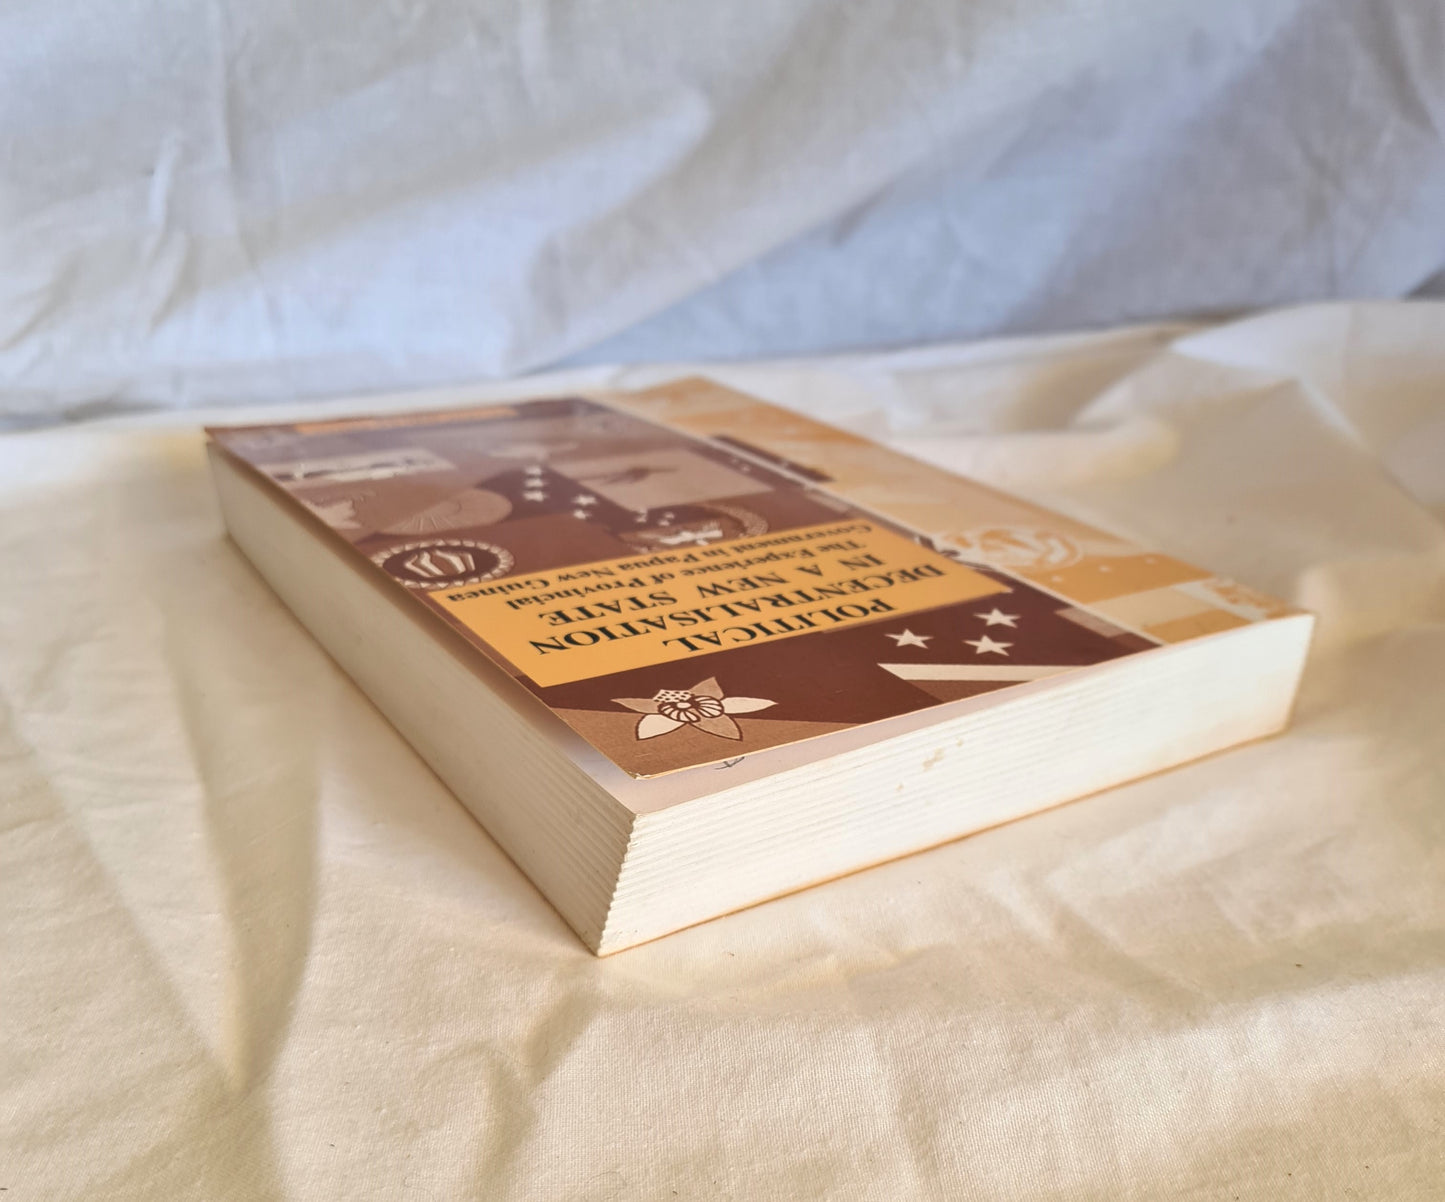 POLITICAL
DECENTRALISATION
IN A NEW STATE
The Experience of Provincial
Government in Papua New Guinea